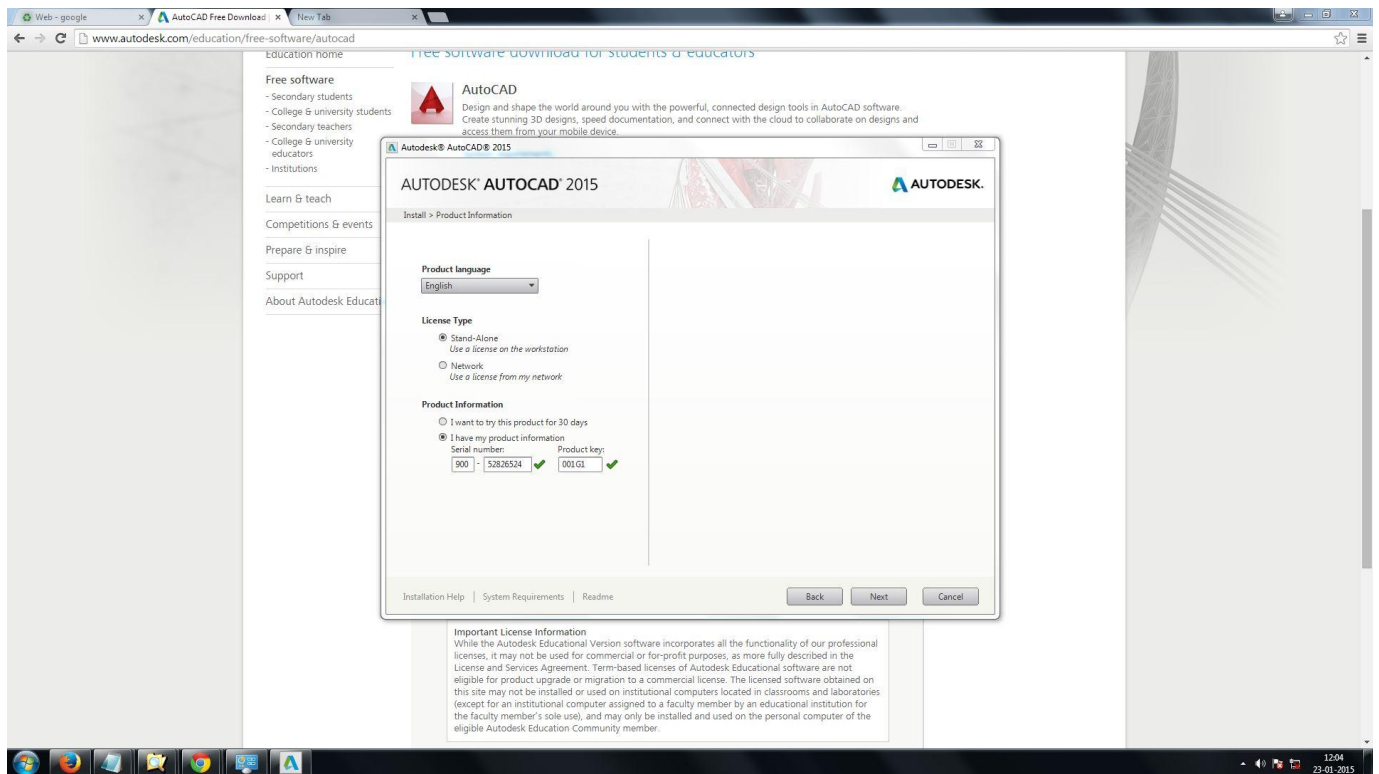 Web - google
AutoCAD Free Download
New Tab
www.autodesk.com/education/free-software/autocad
Education home
Free software
- Secondary students
- College & university students
- Secondary teachers
- College & university
educators
- Institutions
Learn & teach
Competitions & events
Prepare & inspire
Support
About Autodesk Educati
Free software download for students & educators
AutoCAD
Design and shape the world around you with the powerful, connected design tools in AutoCAD software.
Create stunning 3D designs, speed documentation, and connect with the cloud to collaborate on designs and
access them from your mobile device.
Autodesk® AutoCAD® 2015
AUTODESK® AUTOCAD® 2015
AUTODESK.
Install > Product Information
Product language
English
License Type
Stand-Alone
Use a license on the workstation
Network
Use a license from my network
Product Information
I want to try this product for 30 days
I have my product information
Serial number: Product key:
900 - 52826524 001G1
Installation Help | System Requirements | Readme
Back Next Cancel
Important License Information
While the Autodesk Educational Version software incorporates all the functionality of our professional
licenses, it may not be used for commercial or for-profit purposes, as more fully described in the
License and Services Agreement. Term-based licenses of Autodesk Educational software are not
eligible for product upgrade or migration to a commercial license. The licensed software obtained on
this site may not be installed or used on institutional computers located in classrooms and laboratories
(except for an institutional computer assigned to a faculty member by an educational institution for
the faculty member's sole use), and may only be installed and used on the personal computer of the
eligible Autodesk Education Community member.
12:04
23-01-2015